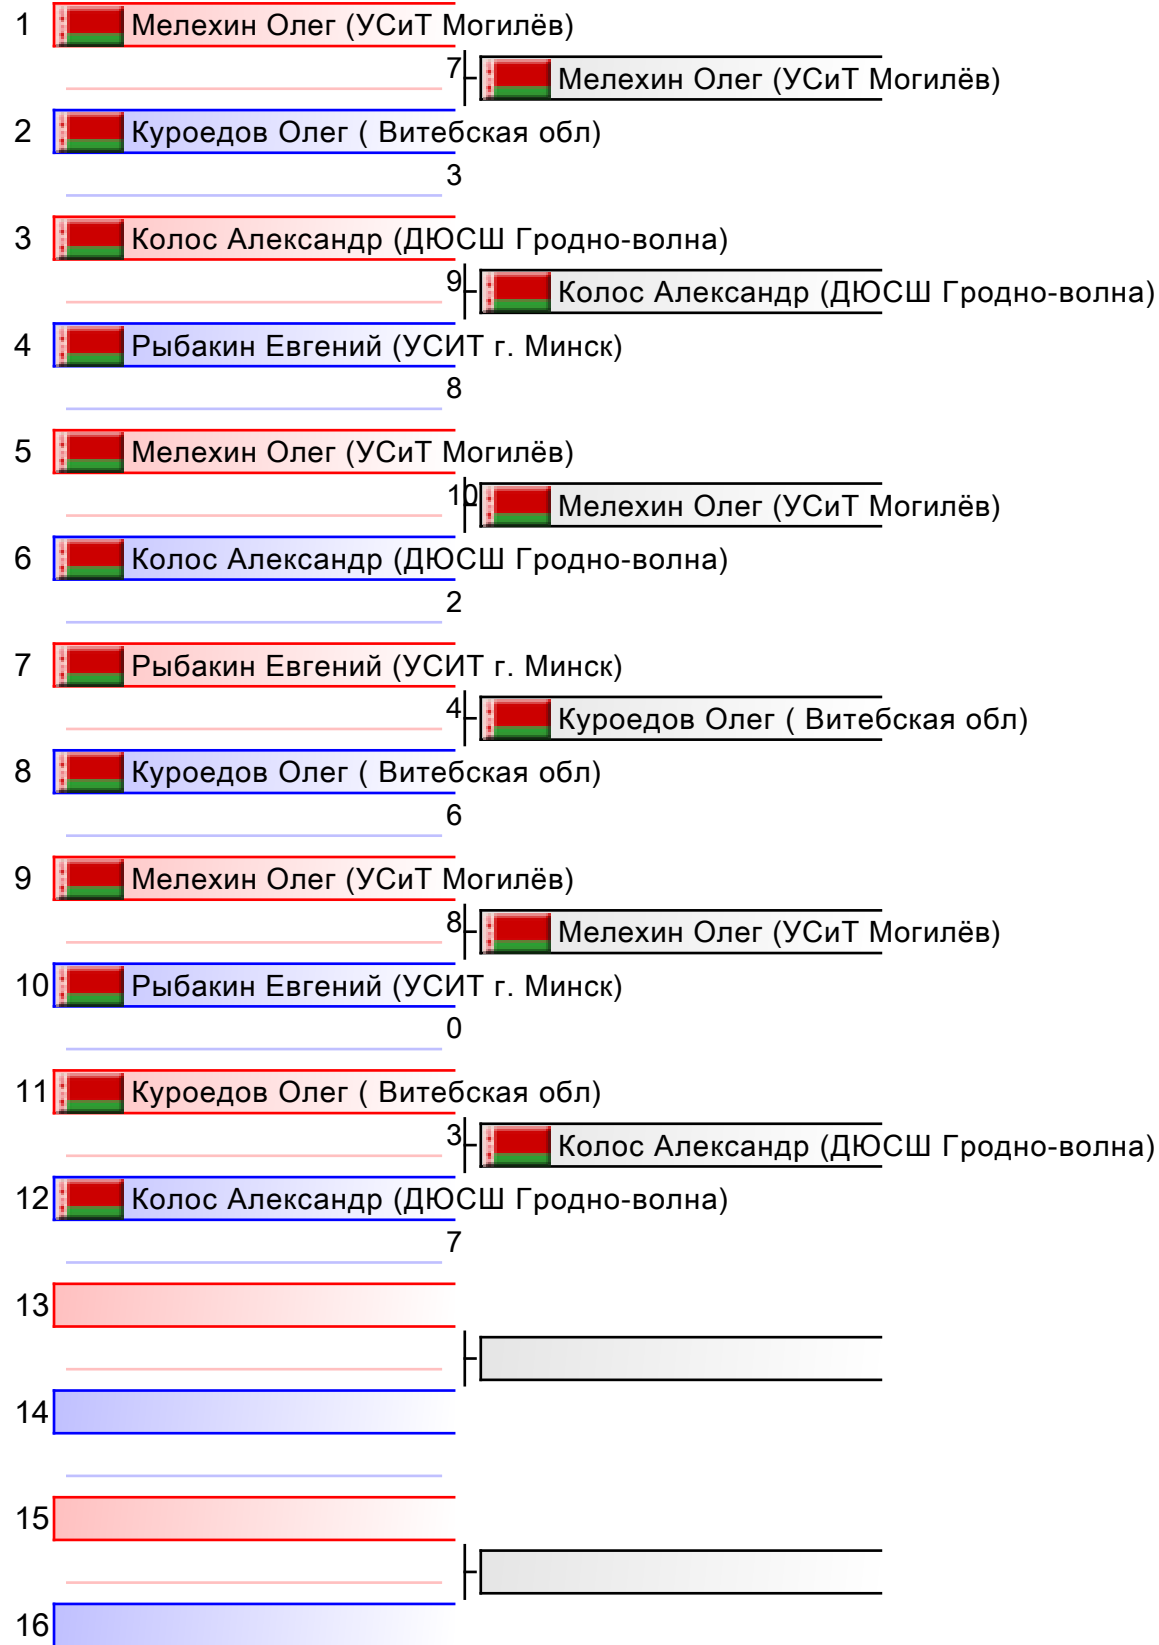 1 Мелехин Олег (УСиТ Могилёв)
7 Мелехин Олег (УСиТ Могилёв)
2 Куроедов Олег ( Витебская обл)
3
3 Колос Александр (ДЮСШ Гродно-волна)
9 Колос Александр (ДЮСШ Гродно-волна)
4 Рыбакин Евгений (УСИТ г. Минск)
8
5 Мелехин Олег (УСиТ Могилёв)
10 Мелехин Олег (УСиТ Могилёв)
6 Колос Александр (ДЮСШ Гродно-волна)
2
7 Рыбакин Евгений (УСИТ г. Минск)
4 Куроедов Олег ( Витебская обл)
8 Куроедов Олег ( Витебская обл)
6
9 Мелехин Олег (УСиТ Могилёв)
8 Мелехин Олег (УСиТ Могилёв)
10 Рыбакин Евгений (УСИТ г. Минск)
0
11 Куроедов Олег ( Витебская обл)
3 Колос Александр (ДЮСШ Гродно-волна)
12 Колос Александр (ДЮСШ Гродно-волна)
7
13
14
15
16